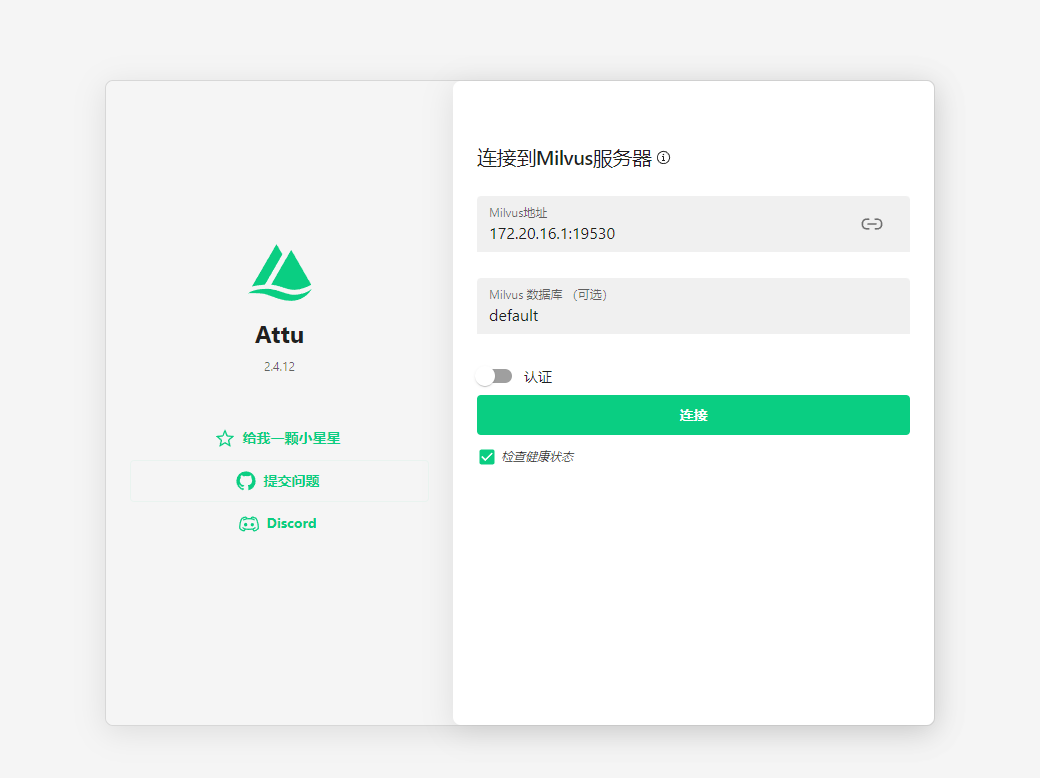 Attu
2.4.12
给我一颗小星星
提交问题
Discord
连接到Milvus服务器
Milvus地址
172.20.16.1:19530
Milvus 数据库 （可选）
default
认证
连接
检查健康状态